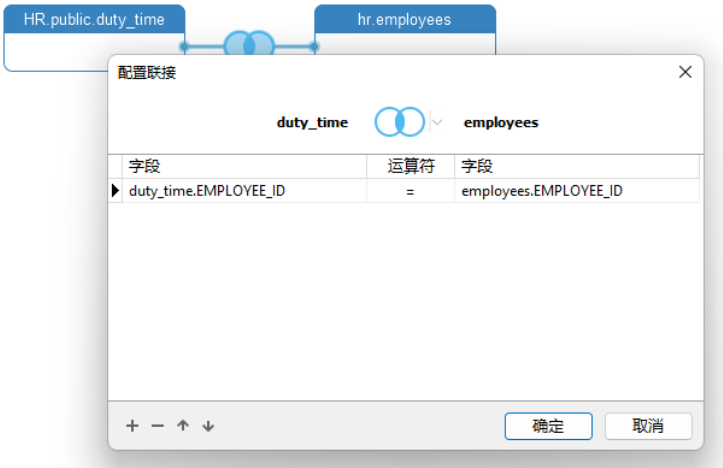 HR.public.duty_time hr.employees
配置联接
duty_time employees
字段 运算符 字段
duty_time.EMPLOYEE_ID = employees.EMPLOYEE_ID
确定 取消